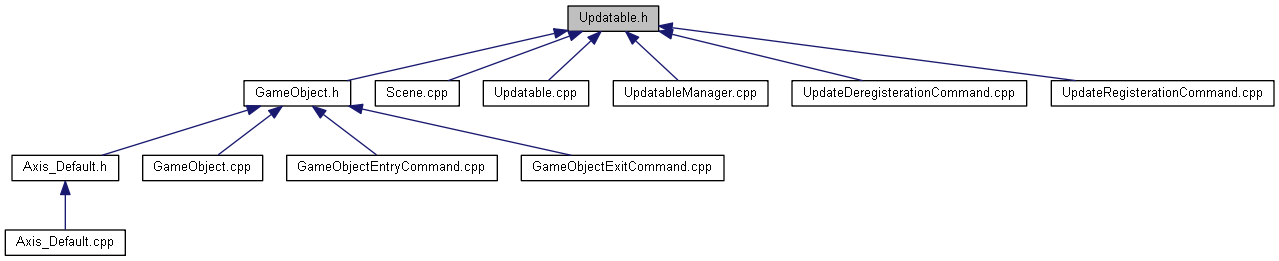 Updatable.h
GameObject.h
Scene.cpp
Updatable.cpp
UpdatableManager.cpp
UpdateDeregisterationCommand.cpp
UpdateRegisterationCommand.cpp
Axis_Default.h
GameObject.cpp
GameObjectEntryCommand.cpp
GameObjectExitCommand.cpp
Axis_Default.cpp